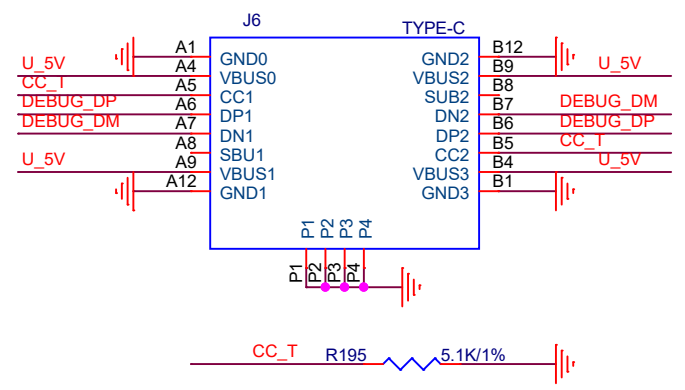 J6
TYPE-C
A1 GND0 GND2 B12
U_5V A4 VBUS0 VBUS2 B9 U_5V
CC_T A5 CC1 SUB2 B8
DEBUG_DP A6 DP1 DN2 B7 DEBUG_DM
DEBUG_DM A7 DN1 DP2 B6 DEBUG_DP
A8 SBU1 CC2 B5 CC_T
U_5V A9 VBUS1 VBUS3 B4 U_5V
A12 GND1 GND3 B1
P1 P2 P3 P4
P1 P2 P3 P4
CC_T R195 5.1K/1%